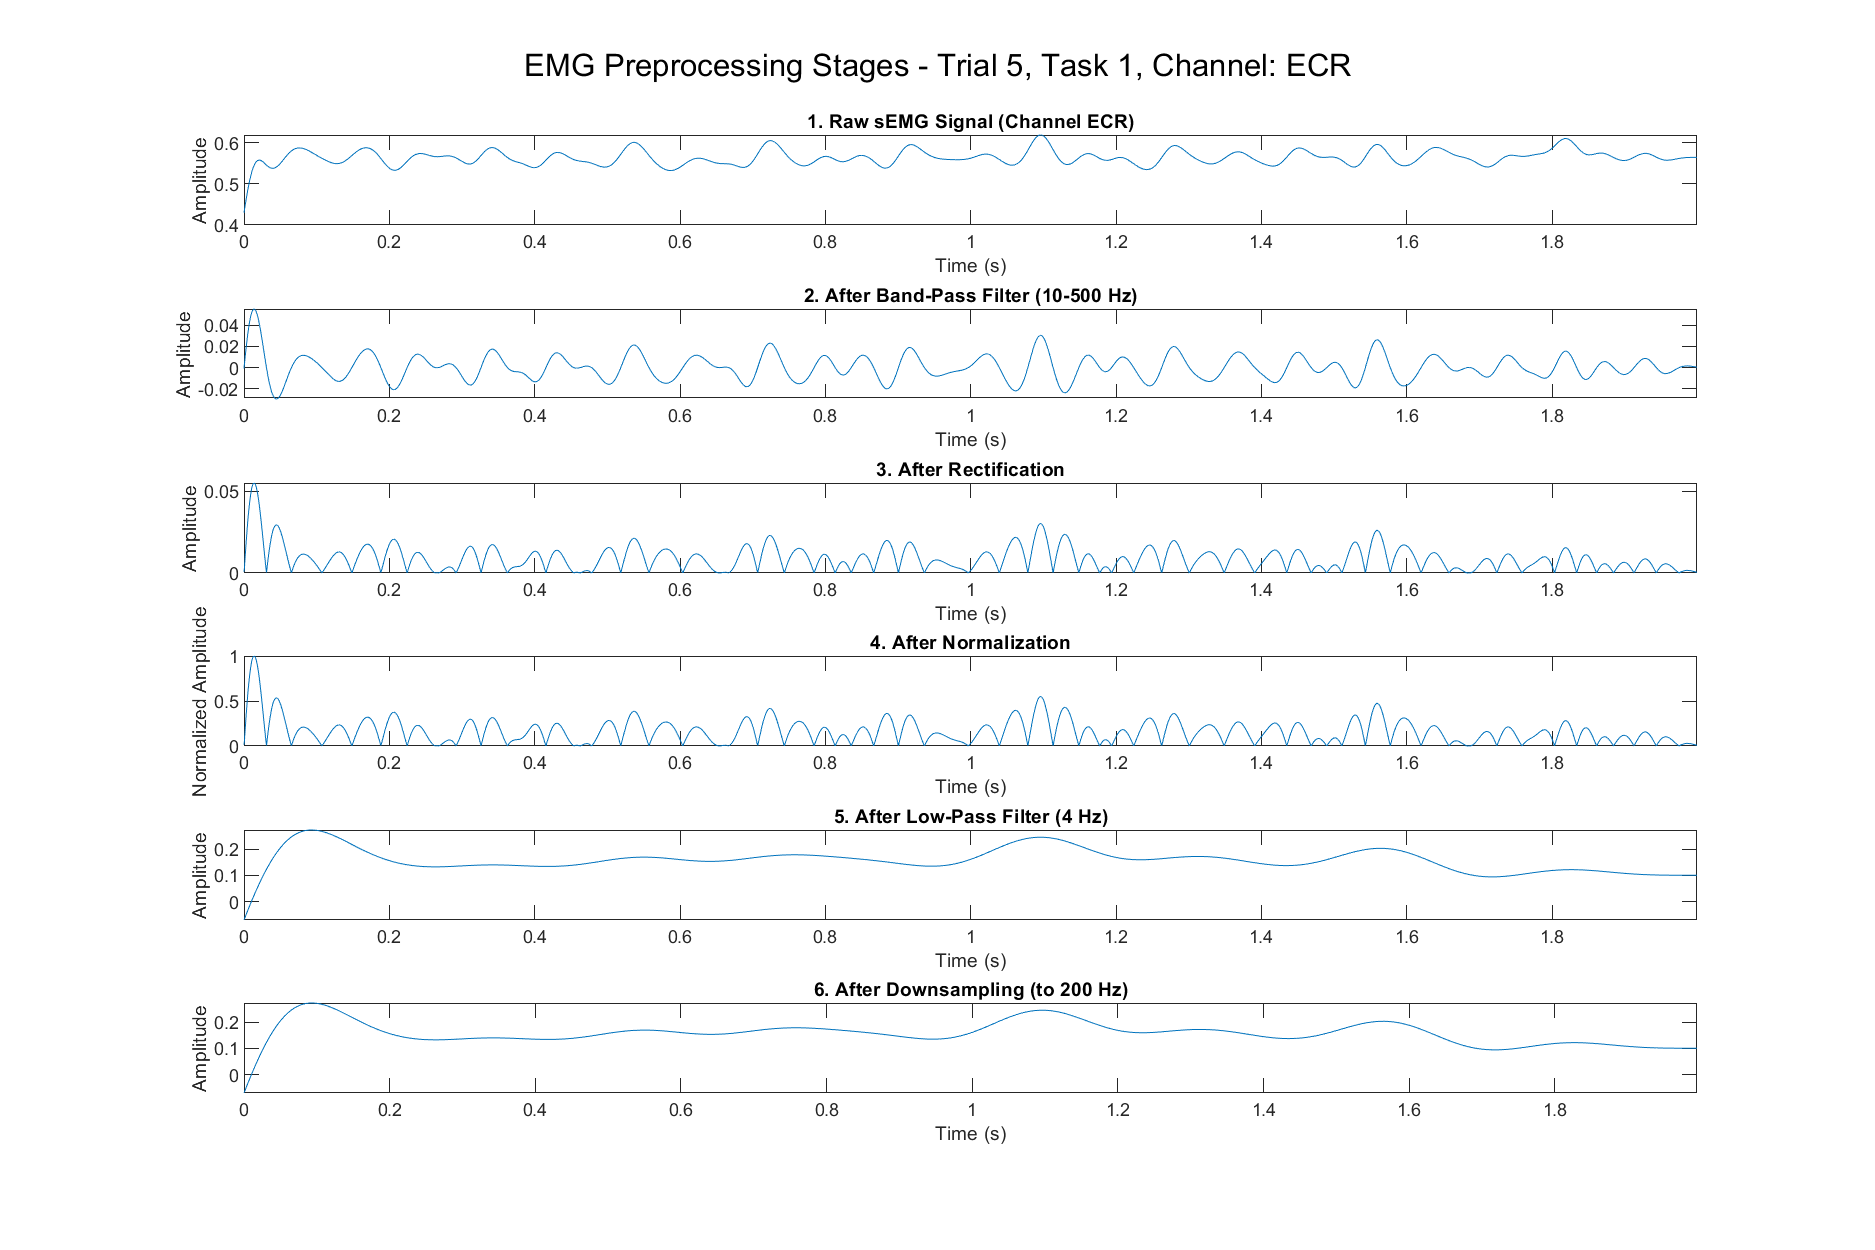 EMG Preprocessing Stages - Trial 5, Task 1, Channel: ECR
1. Raw sEMG Signal (Channel ECR)
Amplitude
0.6
0.5
0.4
0 0.2 0.4 0.6 0.8 1 1.2 1.4 1.6 1.8
Time (s)
2. After Band-Pass Filter (10-500 Hz)
Amplitude
0.04
0.02
0
-0.02
0 0.2 0.4 0.6 0.8 1 1.2 1.4 1.6 1.8
Time (s)
3. After Rectification
Amplitude
0.05
0
0 0.2 0.4 0.6 0.8 1 1.2 1.4 1.6 1.8
Time (s)
4. After Normalization
Normalized Amplitude
1
0.5
0
0 0.2 0.4 0.6 0.8 1 1.2 1.4 1.6 1.8
Time (s)
5. After Low-Pass Filter (4 Hz)
Amplitude
0.2
0.1
0
0 0.2 0.4 0.6 0.8 1 1.2 1.4 1.6 1.8
Time (s)
6. After Downsampling (to 200 Hz)
Amplitude
0.2
0.1
0
0 0.2 0.4 0.6 0.8 1 1.2 1.4 1.6 1.8
Time (s)